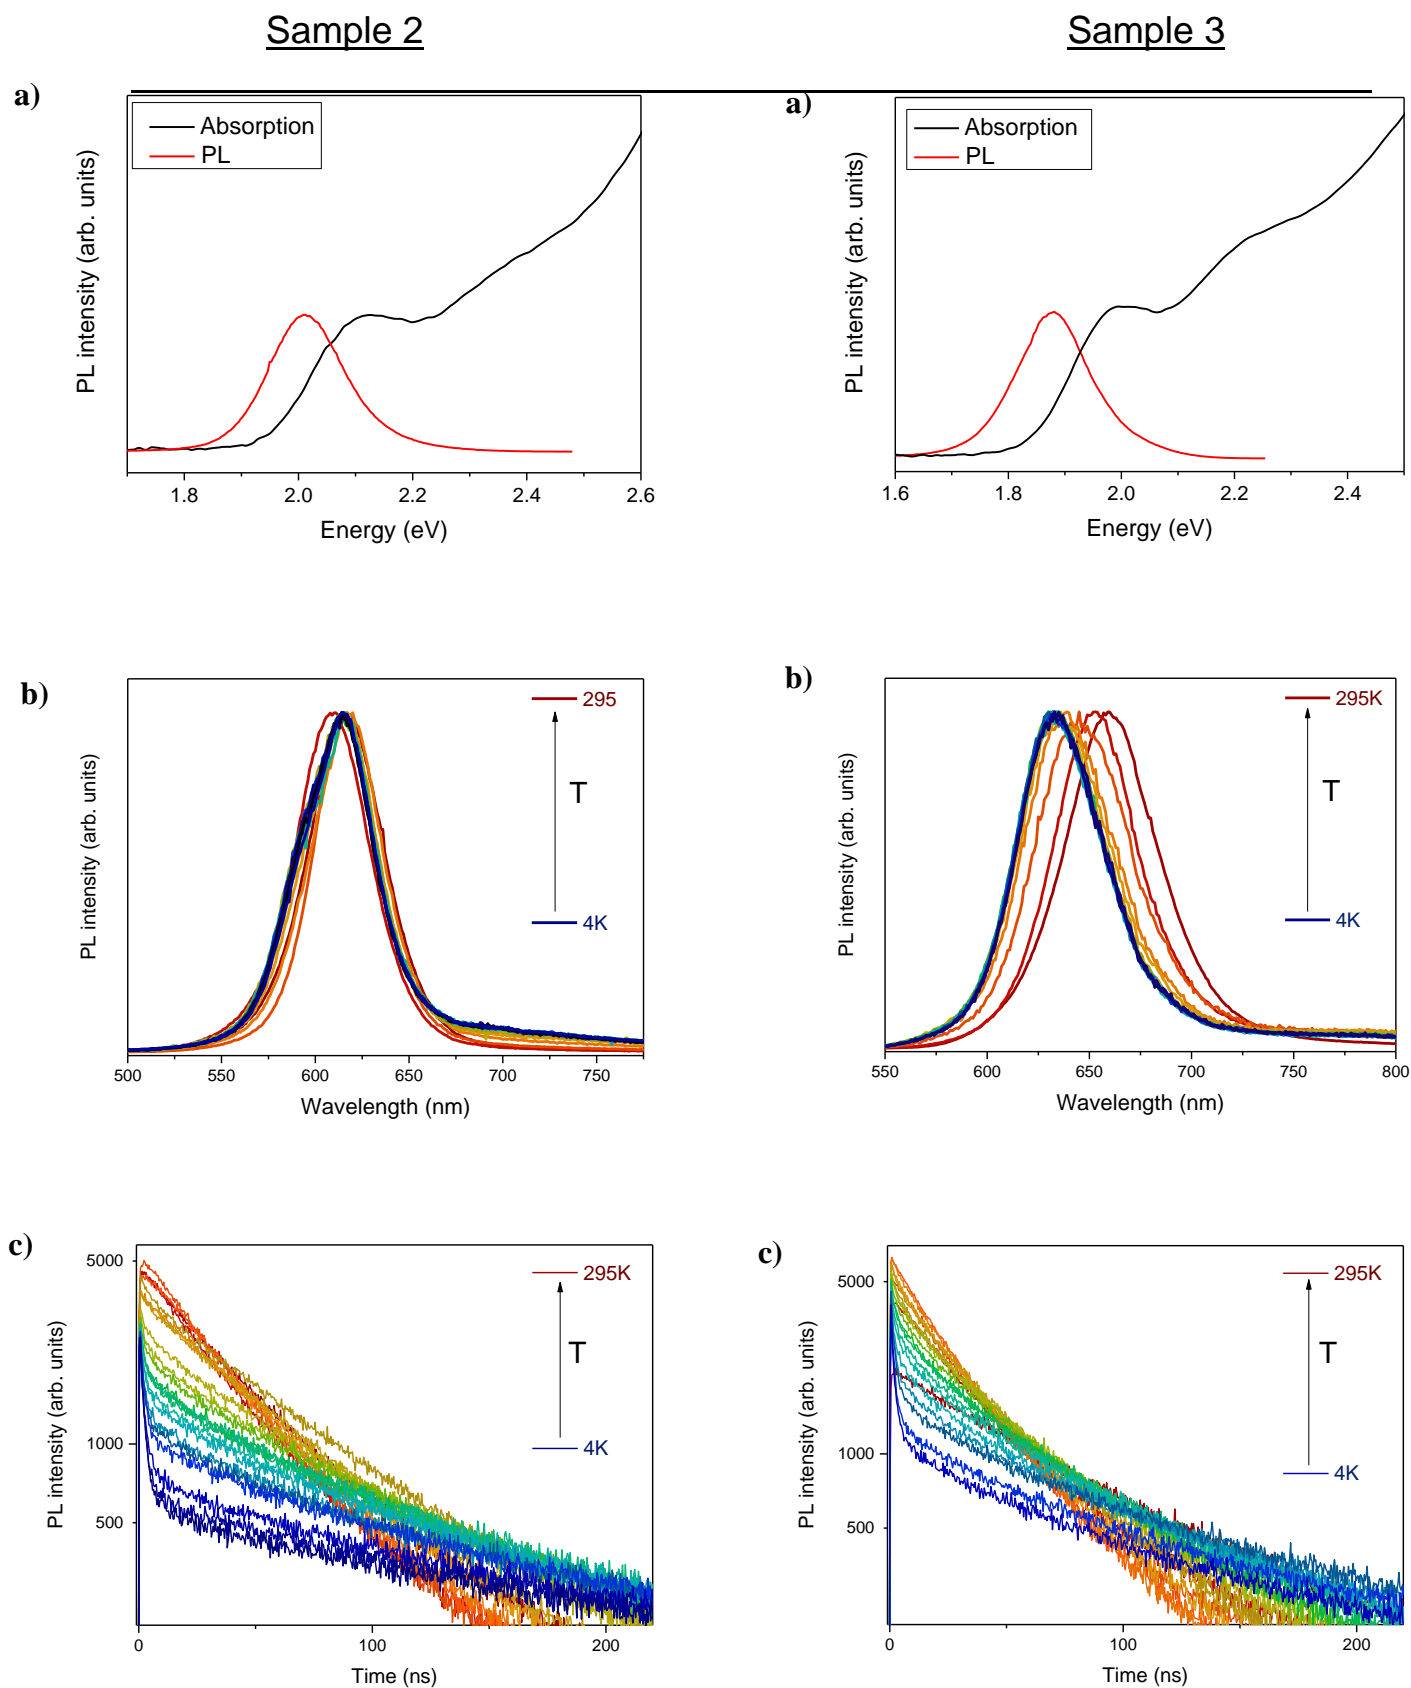 Sample 2
Sample 3
a)
Absorption
PL
PL intensity (arb. units)
1.8
2.0
2.2
2.4
2.6
Energy (eV)
a)
Absorption
PL
PL intensity (arb. units)
1.6
1.8
2.0
2.2
2.4
Energy (eV)
b)
295
T
4K
PL intensity (arb. units)
500
550
600
650
700
750
Wavelength (nm)
b)
295K
T
4K
PL intensity (arb. units)
550
600
650
700
750
800
Wavelength (nm)
c)
5000
1000
500
295K
T
4K
PL intensity (arb. units)
0
100
200
Time (ns)
c)
5000
1000
500
295K
T
4K
PL intensity (arb. units)
0
100
200
Time (ns)